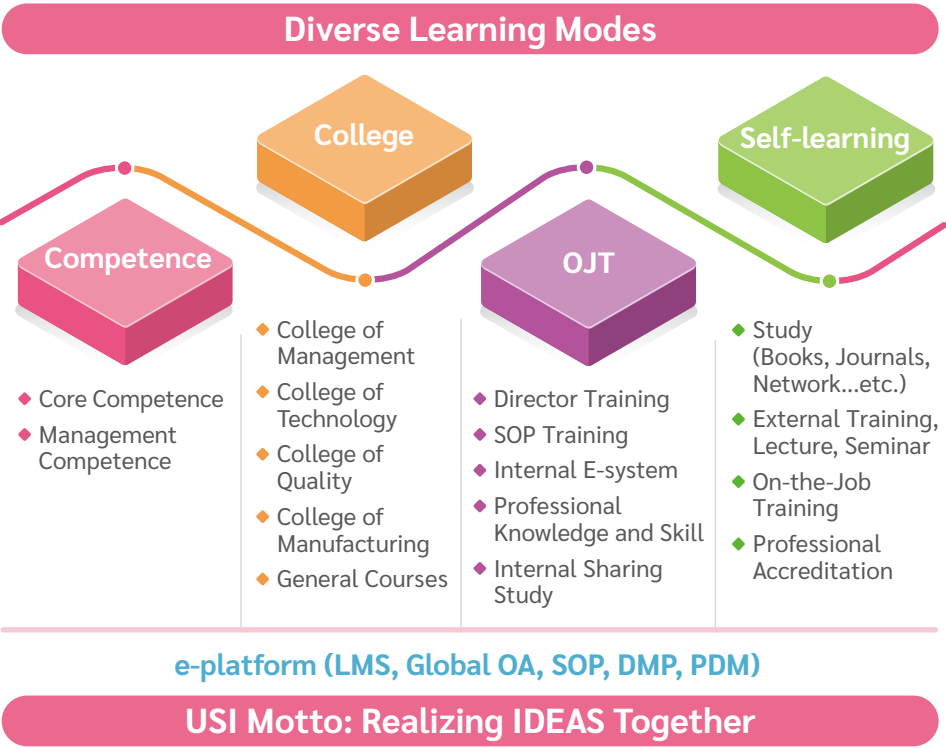 Diverse Learning Modes
Competence
Core Competence
Management
Competence
College
College of
Management
College of
Technology
College of
Quality
College of
Manufacturing
General Courses
OJT
Director Training
SOP Training
Internal E-system
Professional
Knowledge and Skill
Internal Sharing
Study
Self-learning
Study
(Books, Journals,
Network...etc.)
External Training,
Lecture, Seminar
On-the-Job
Training
Professional
Accreditation
e-platform (LMS, Global OA, SOP, DMP, PDM)
USI Motto: Realizing IDEAS Together